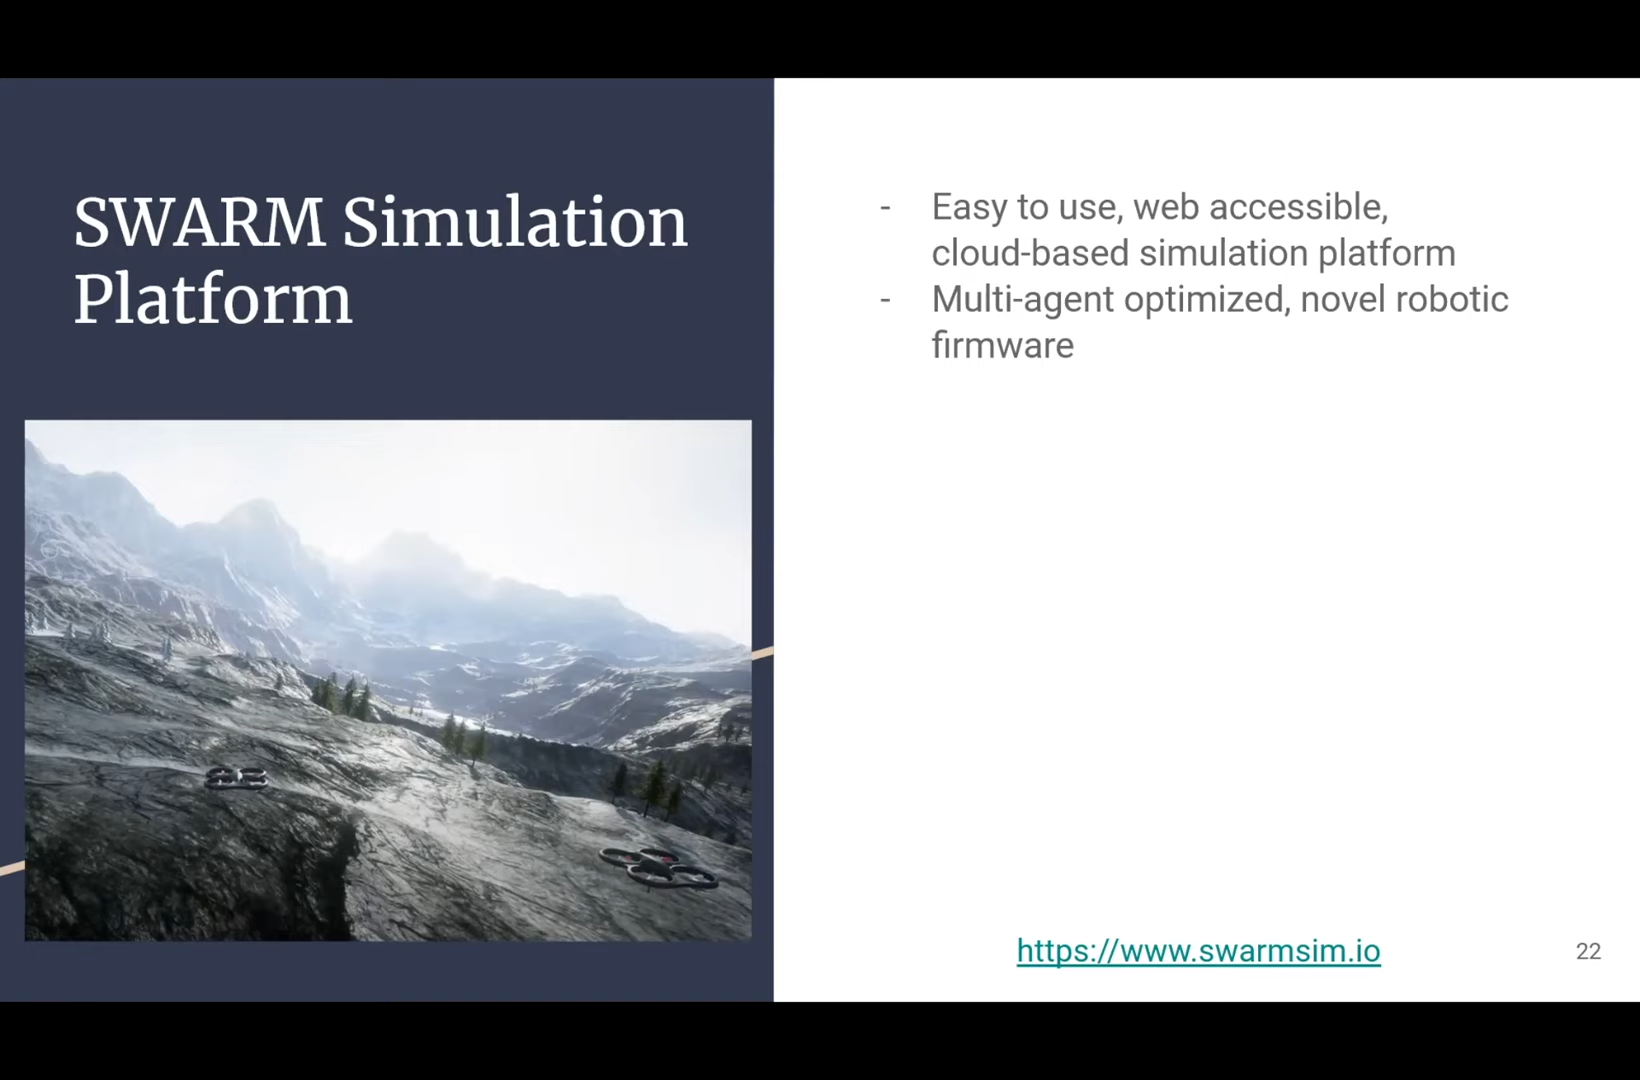 SWARM Simulation
Platform
- Easy to use, web accessible,
cloud-based simulation platform
- Multi-agent optimized, novel robotic
firmware
https://www.swarmsim.io
22